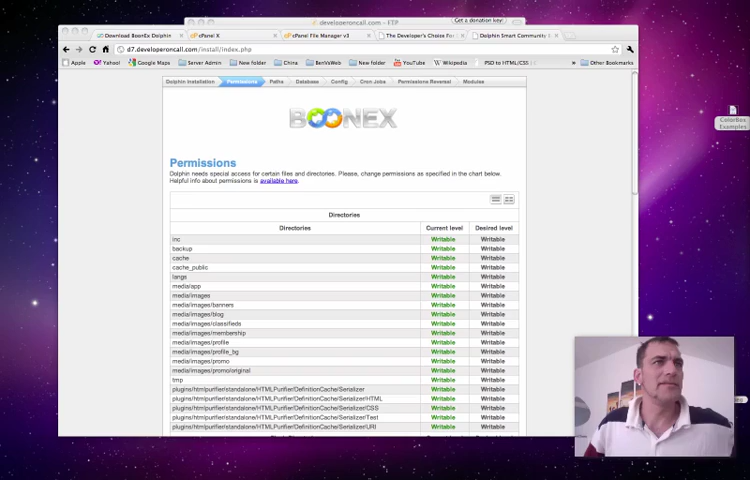 developeroncall.com - ETP
Get a donation key!
Download BoonEx Dolphin
cPanel X
cPanel File Manager v3
The Developer's Choice For
Dolphin Smart Community
d7.developeroncall.com/install/index.php
Apple Yahoo! Google Maps Server Admin New folder China BenXsWeb New folder YouTube Wikipedia PSD to HTML/CSS » Other Bookmarks
Dolphin Installation Permissions Paths Database Config Cron Jobs Permissions Reversal Modules
BOONEX
Permissions
Dolphin needs special access for certain files and directories. Please, change permissions as specified in the chart below.
Helpful info about permissions is available here.
Directories
Directories Current level Desired level
inc Writable Writable
backup Writable Writable
cache Writable Writable
cache_public Writable Writable
langs Writable Writable
media/app Writable Writable
media/images Writable Writable
media/images/banners Writable Writable
media/images/blog Writable Writable
media/images/classifieds Writable Writable
media/images/membership Writable Writable
media/images/profile Writable Writable
media/images/profile_bg Writable Writable
media/images/promo Writable Writable
media/images/promo/original Writable Writable
tmp Writable Writable
plugins/htmlpurifier/standalone/HTMLPurifier/DefinitionCache/Serializer Writable Writable
plugins/htmlpurifier/standalone/HTMLPurifier/DefinitionCache/Serializer/HTML Writable Writable
plugins/htmlpurifier/standalone/HTMLPurifier/DefinitionCache/Serializer/CSS Writable Writable
plugins/htmlpurifier/standalone/HTMLPurifier/DefinitionCache/Serializer/Test Writable Writable
plugins/htmlpurifier/standalone/HTMLPurifier/DefinitionCache/Serializer/URI Writable Writable
ColorBox
Examples